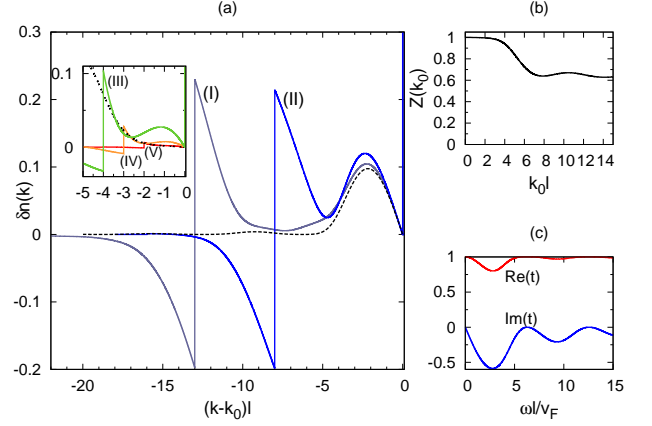 (a)
δn(k)
0.3
0.2
0.1
0
-0.1
-0.2
-20
-15
-10
-5
0
(k-k₀)l
(I)
(II)
0.1
0
-5
-4
-3
-2
-1
0
(III)
(IV)
(V)
(b)
Z(k₀)
1
0.8
0.6
0.4
0.2
0
0 2 4 6 8 10 12 14
k₀l
(c)
1
0.5
0
-0.5
Re(t)
Im(t)
0 5 10 15
ωl/v_F